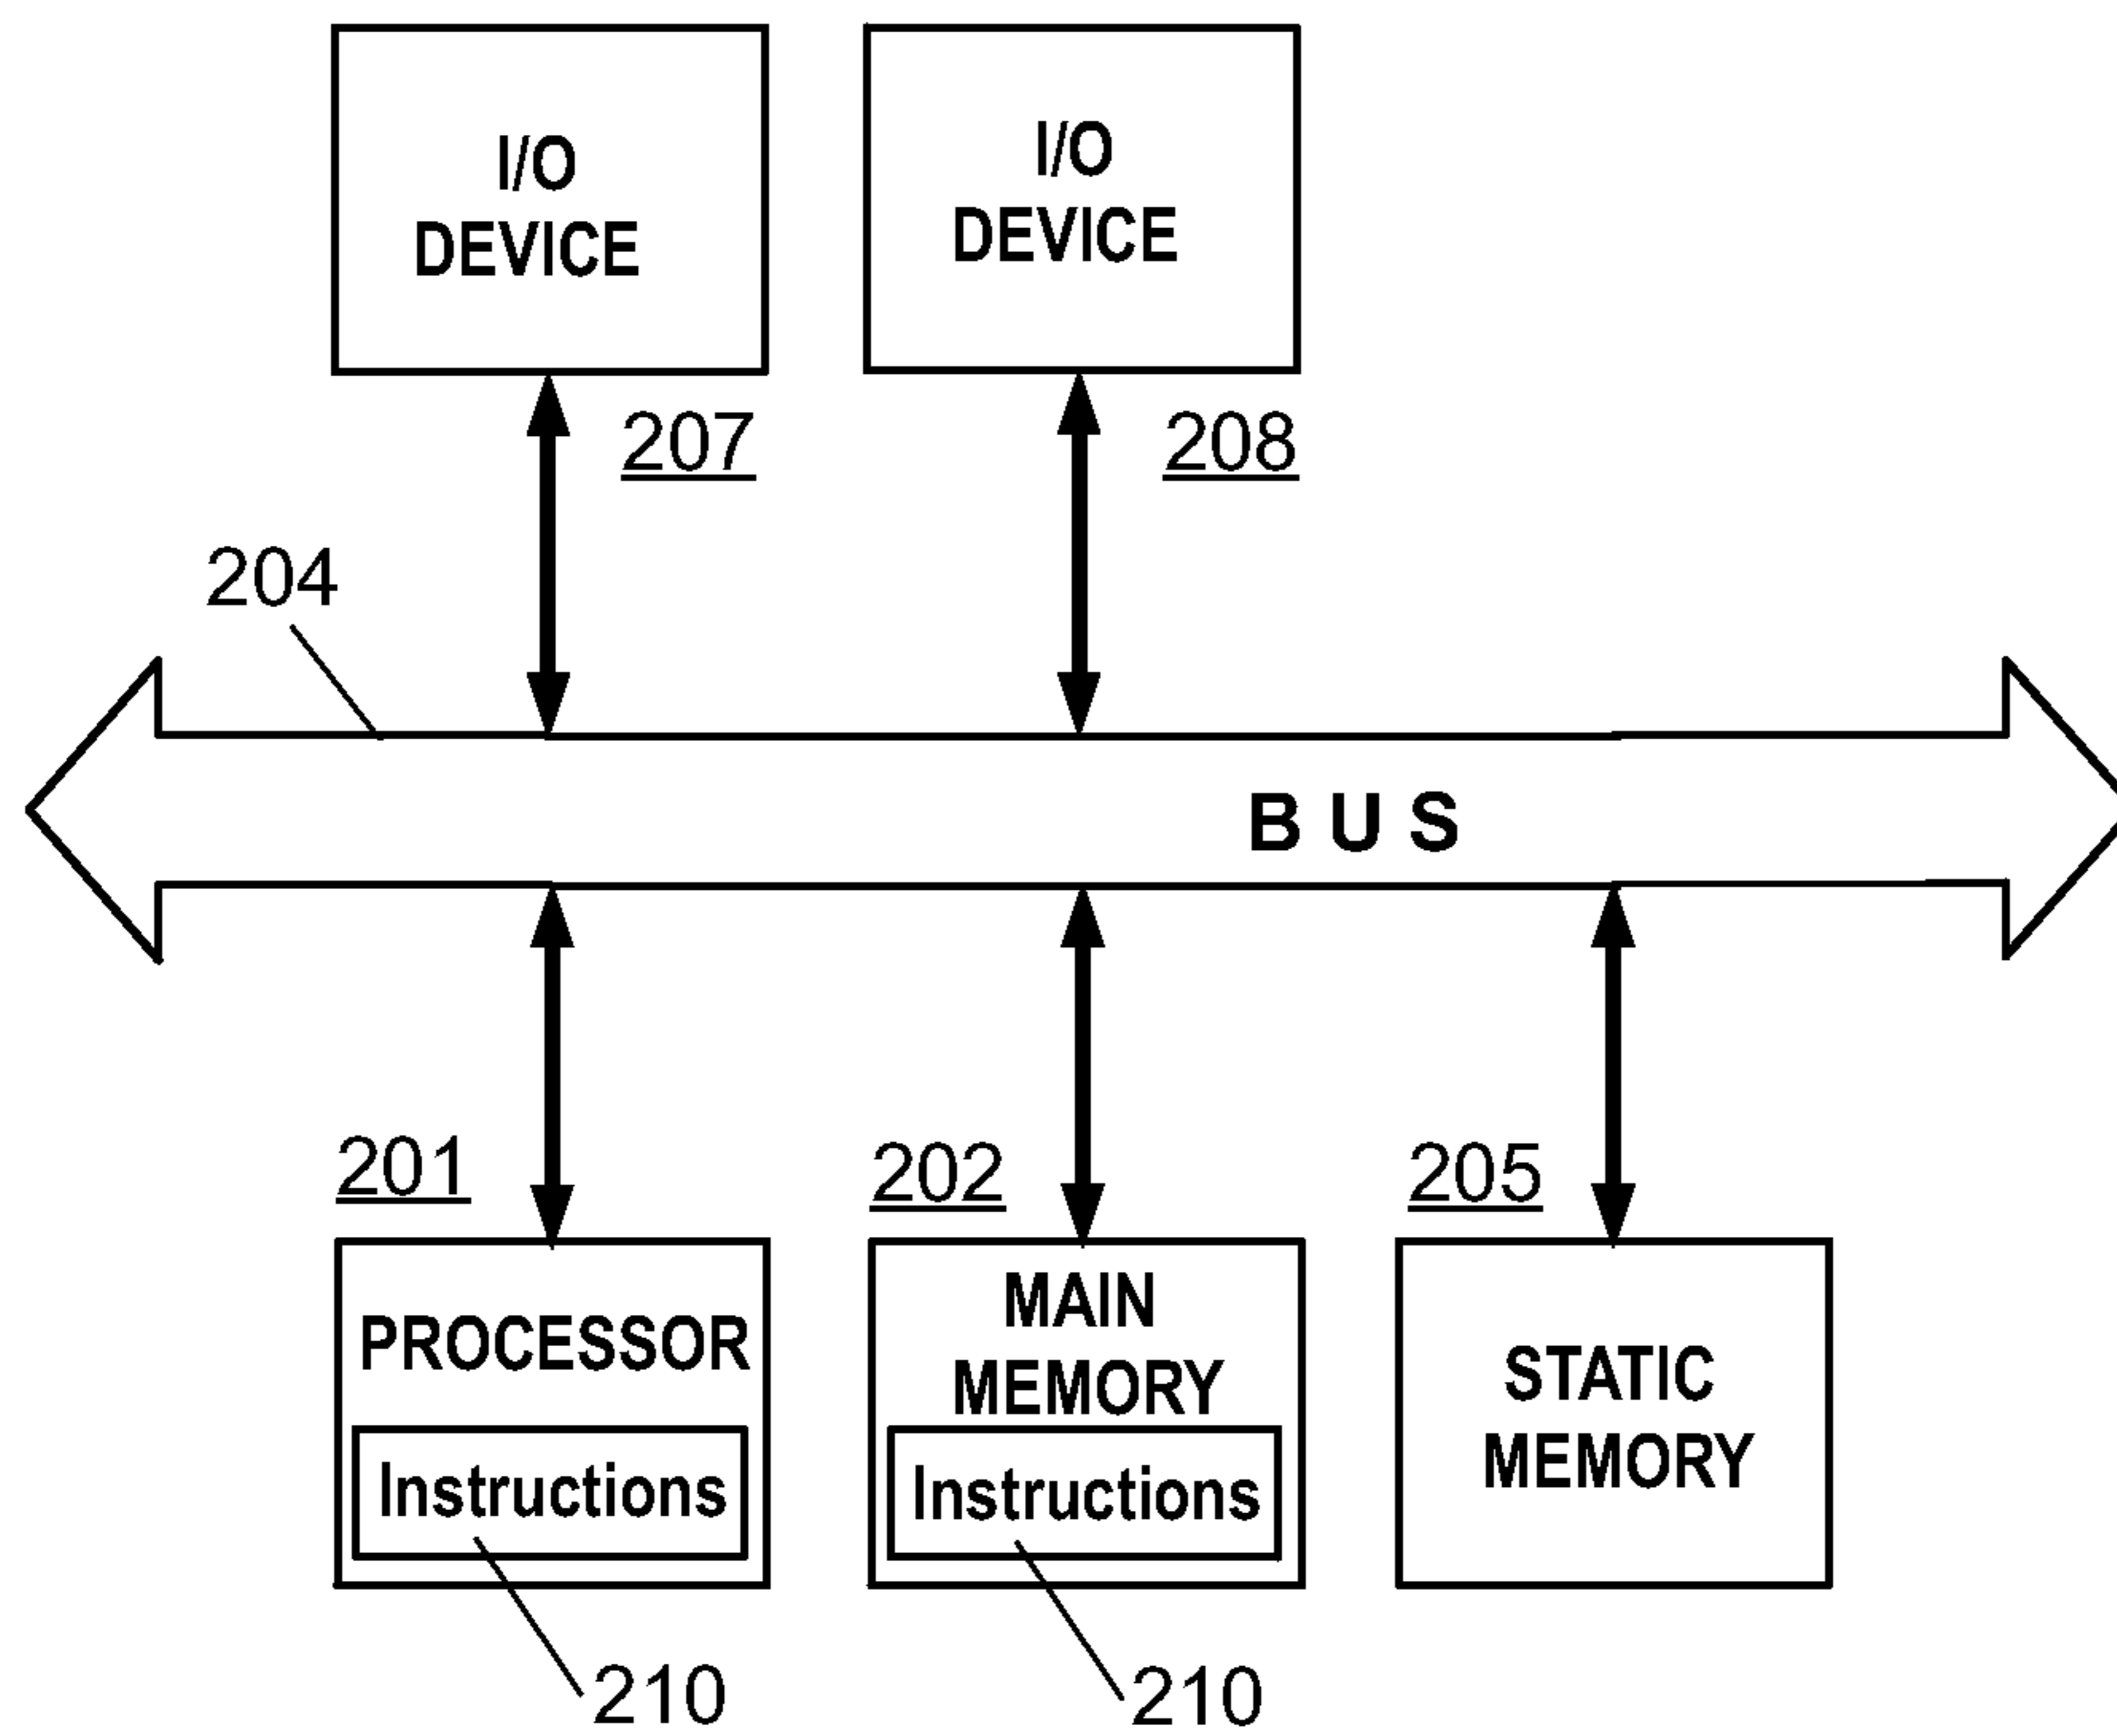 I/O
DEVICE
I/O
DEVICE
207
208
204
B U S
201
202
205
PROCESSOR
Instructions
MAIN
MEMORY
Instructions
STATIC
MEMORY
210
210